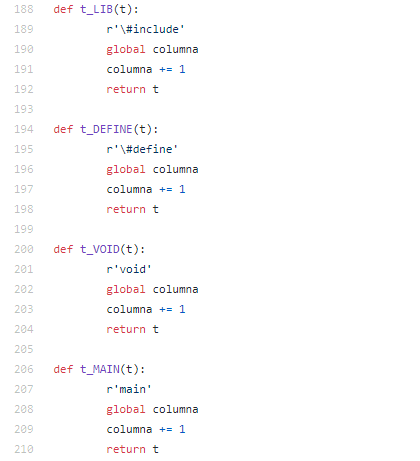 188 def t_LIB(t):
189 r'\#include'
190 global columna
191 columna += 1
192 return t
193
194 def t_DEFINE(t):
195 r'\#define'
196 global columna
197 columna += 1
198 return t
199
200 def t_VOID(t):
201 r'void'
202 global columna
203 columna += 1
204 return t
205
206 def t_MAIN(t):
207 r'main'
208 global columna
209 columna += 1
210 return t